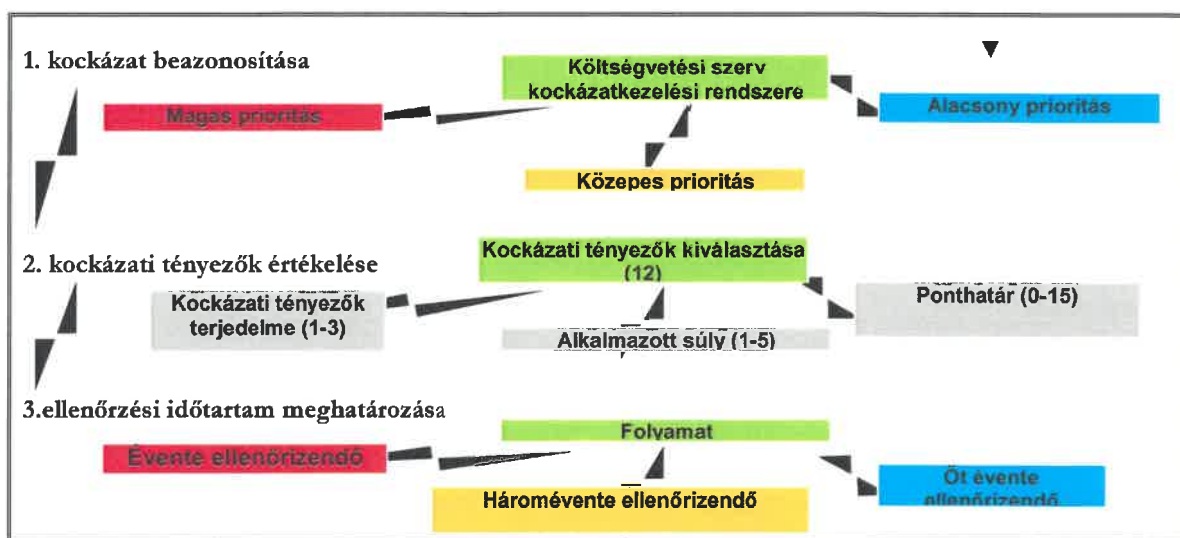 1. kockázat beazonosítása
Költségvetési szerv
kockázatkezelési rendszere
Magas prioritás
Alacsony prioritás
Közepes prioritás
2. kockázati tényezők értékelése
Kockázati tényezők kiválasztása
(12)
Kockázati tényezők
terjedelme (1-3)
Ponthatár (0-15)
Alkalmazott súly (1-5)
3.ellenőrzési időtartam meghatározása
Folyamat
Évente ellenőrizendő
Háromévente ellenőrizendő
Öt évente
ellenőrizendő